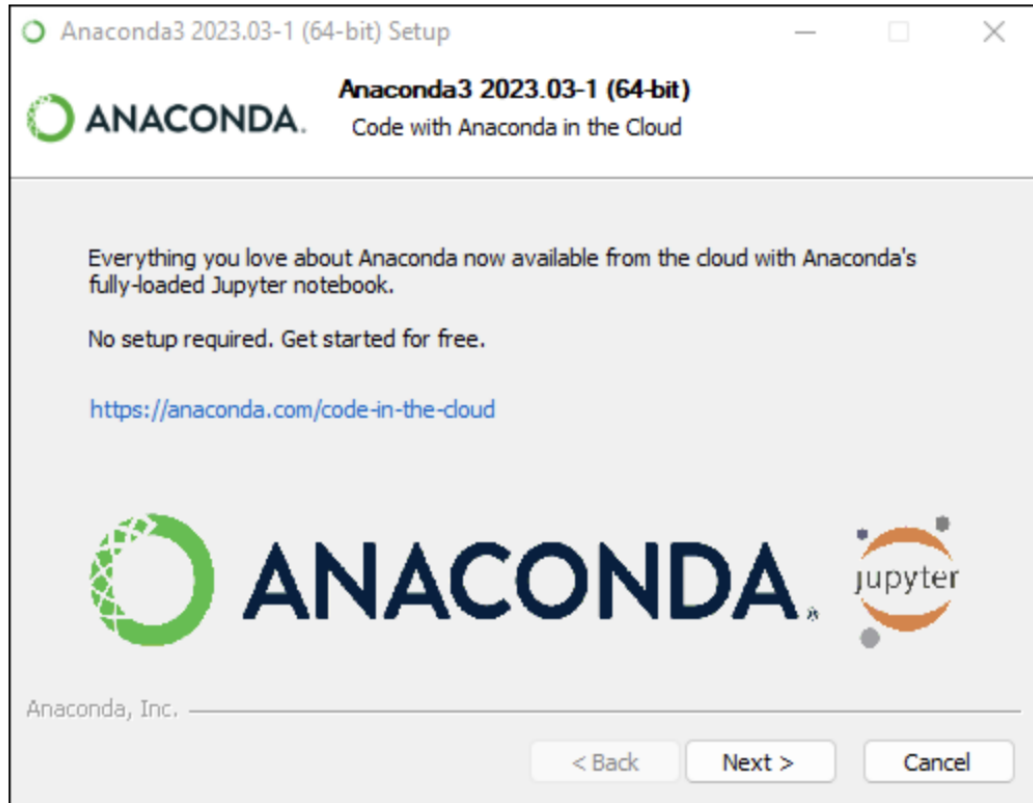 Anaconda3 2023.03-1 (64-bit) Setup
ANACONDA.
Anaconda3 2023.03-1 (64-bit)
Code with Anaconda in the Cloud
Everything you love about Anaconda now available from the cloud with Anaconda's
fully-loaded Jupyter notebook.
No setup required. Get started for free.
https://anaconda.com/code-in-the-cloud
ANACONDA.®
jupyter
Anaconda, Inc.
< Back
Next >
Cancel